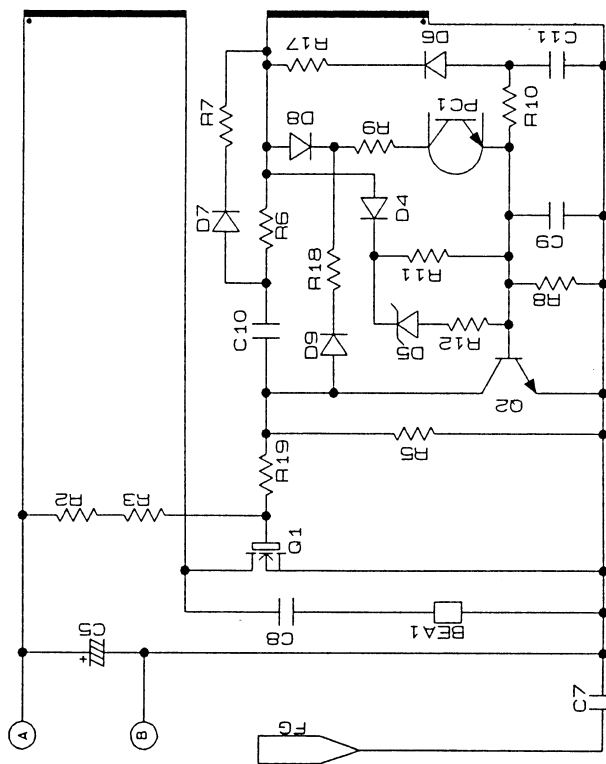 R17
D6
C11
R7
D8
R9
PC1
R10
D7
R6
D4
C9
R18
R11
R8
C10
D9
D5
R12
Q2
R5
R19
R2
R3
Q1
C8
BEA1
C5
+
C7
A
B
FG